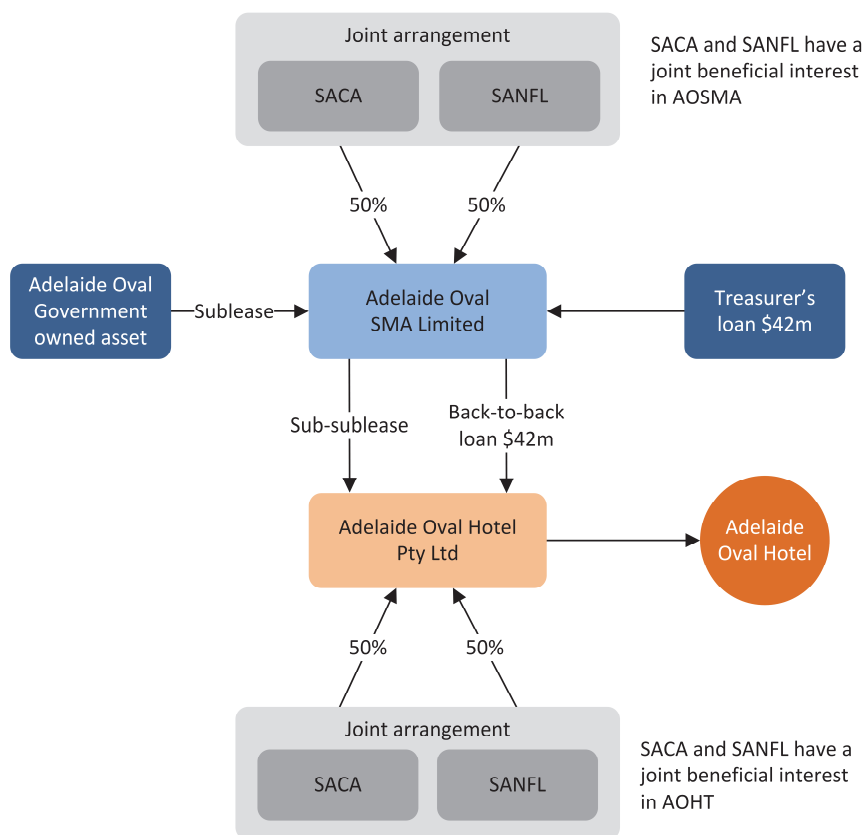 Joint arrangement
SACA
SANFL
SACA and SANFL have a
joint beneficial interest
in AOSMA
50%
50%
Adelaide Oval
Government
owned asset
Sublease
Adelaide Oval
SMA Limited
Treasurer’s
loan $42m
Sub-sublease
Back-to-back
loan $42m
Adelaide Oval Hotel
Pty Ltd
Adelaide
Oval Hotel
50%
50%
Joint arrangement
SACA
SANFL
SACA and SANFL have a
joint beneficial interest
in AOHT